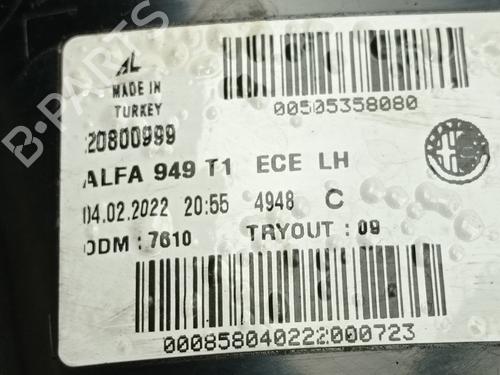 AL
MADE IN
TURKEY
00505358080
20800999
ALFA 949 T1 ECE LH
04.02.2022 20:55 4948 C
ODM : 7610 TRYOUT : 09
000858040222000723
B-PARTS